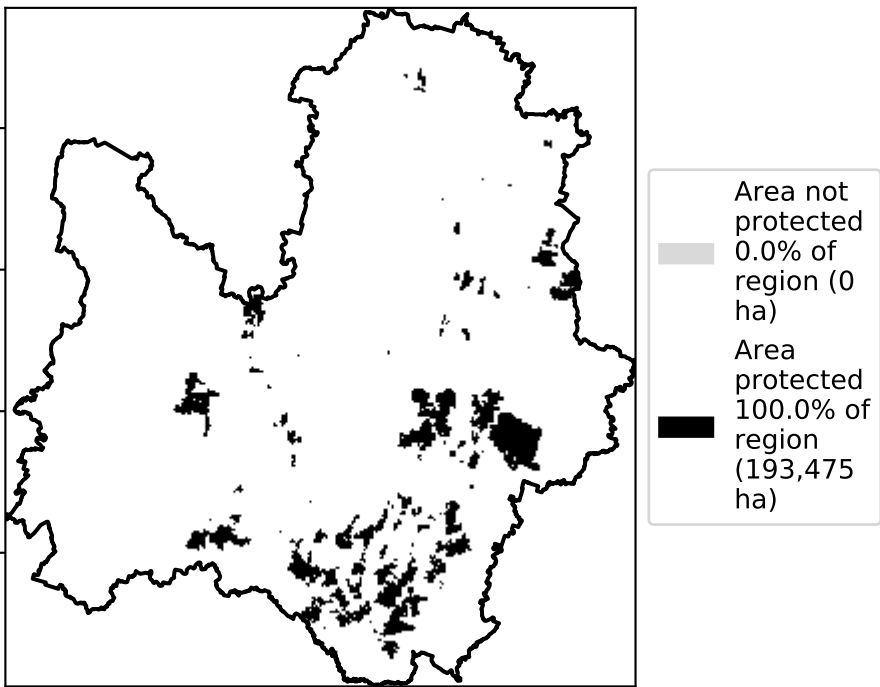 Area not
protected
0.0% of
region (0
ha)
Area
protected
100.0% of
region
(193,475
ha)